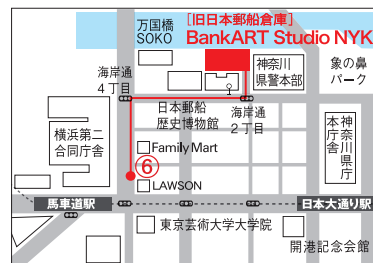 万国橋
SOKO
[旧日本郵船倉庫]
BankART Studio NYK
海岸通
4丁目
神奈川
県警本部
象の鼻
パーク
日本郵船
歴史博物館
海岸通
2丁目
横浜第二
合同庁舎
Family Mart
神奈川県庁
本庁舎
⑥
LAWSON
馬車道駅
日本大通り駅
東京芸術大学大学院
開港記念会館